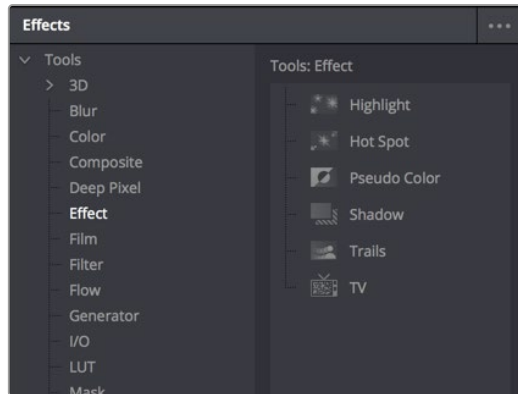 Effects
Tools
3D
Blur
Color
Composite
Deep Pixel
Effect
Film
Filter
Flow
Generator
I/O
LUT
Mask
Tools: Effect
Highlight
Hot Spot
Pseudo Color
Shadow
Trails
TV